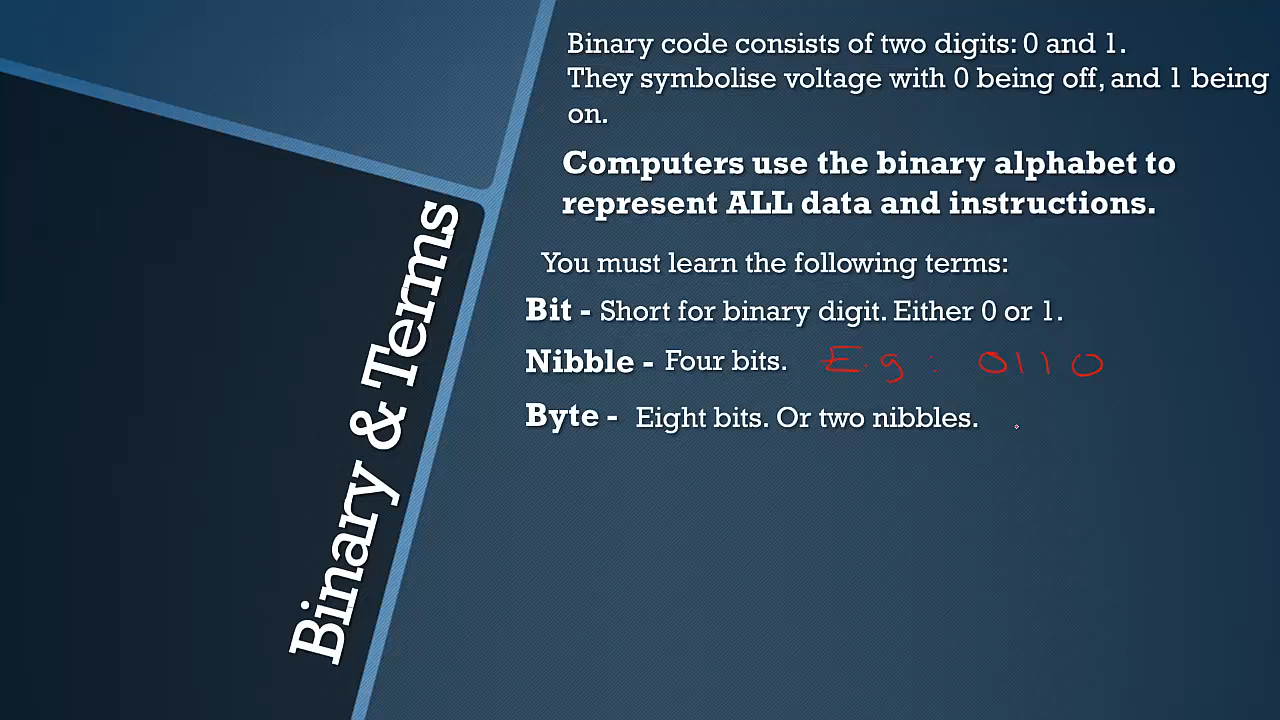 Binary & Terms
Binary code consists of two digits: 0 and 1.
They symbolise voltage with 0 being off, and 1 being
on.
Computers use the binary alphabet to
represent ALL data and instructions.
You must learn the following terms:
Bit - Short for binary digit. Either 0 or 1.
Nibble - Four bits. E.g : 0110
Byte - Eight bits. Or two nibbles.